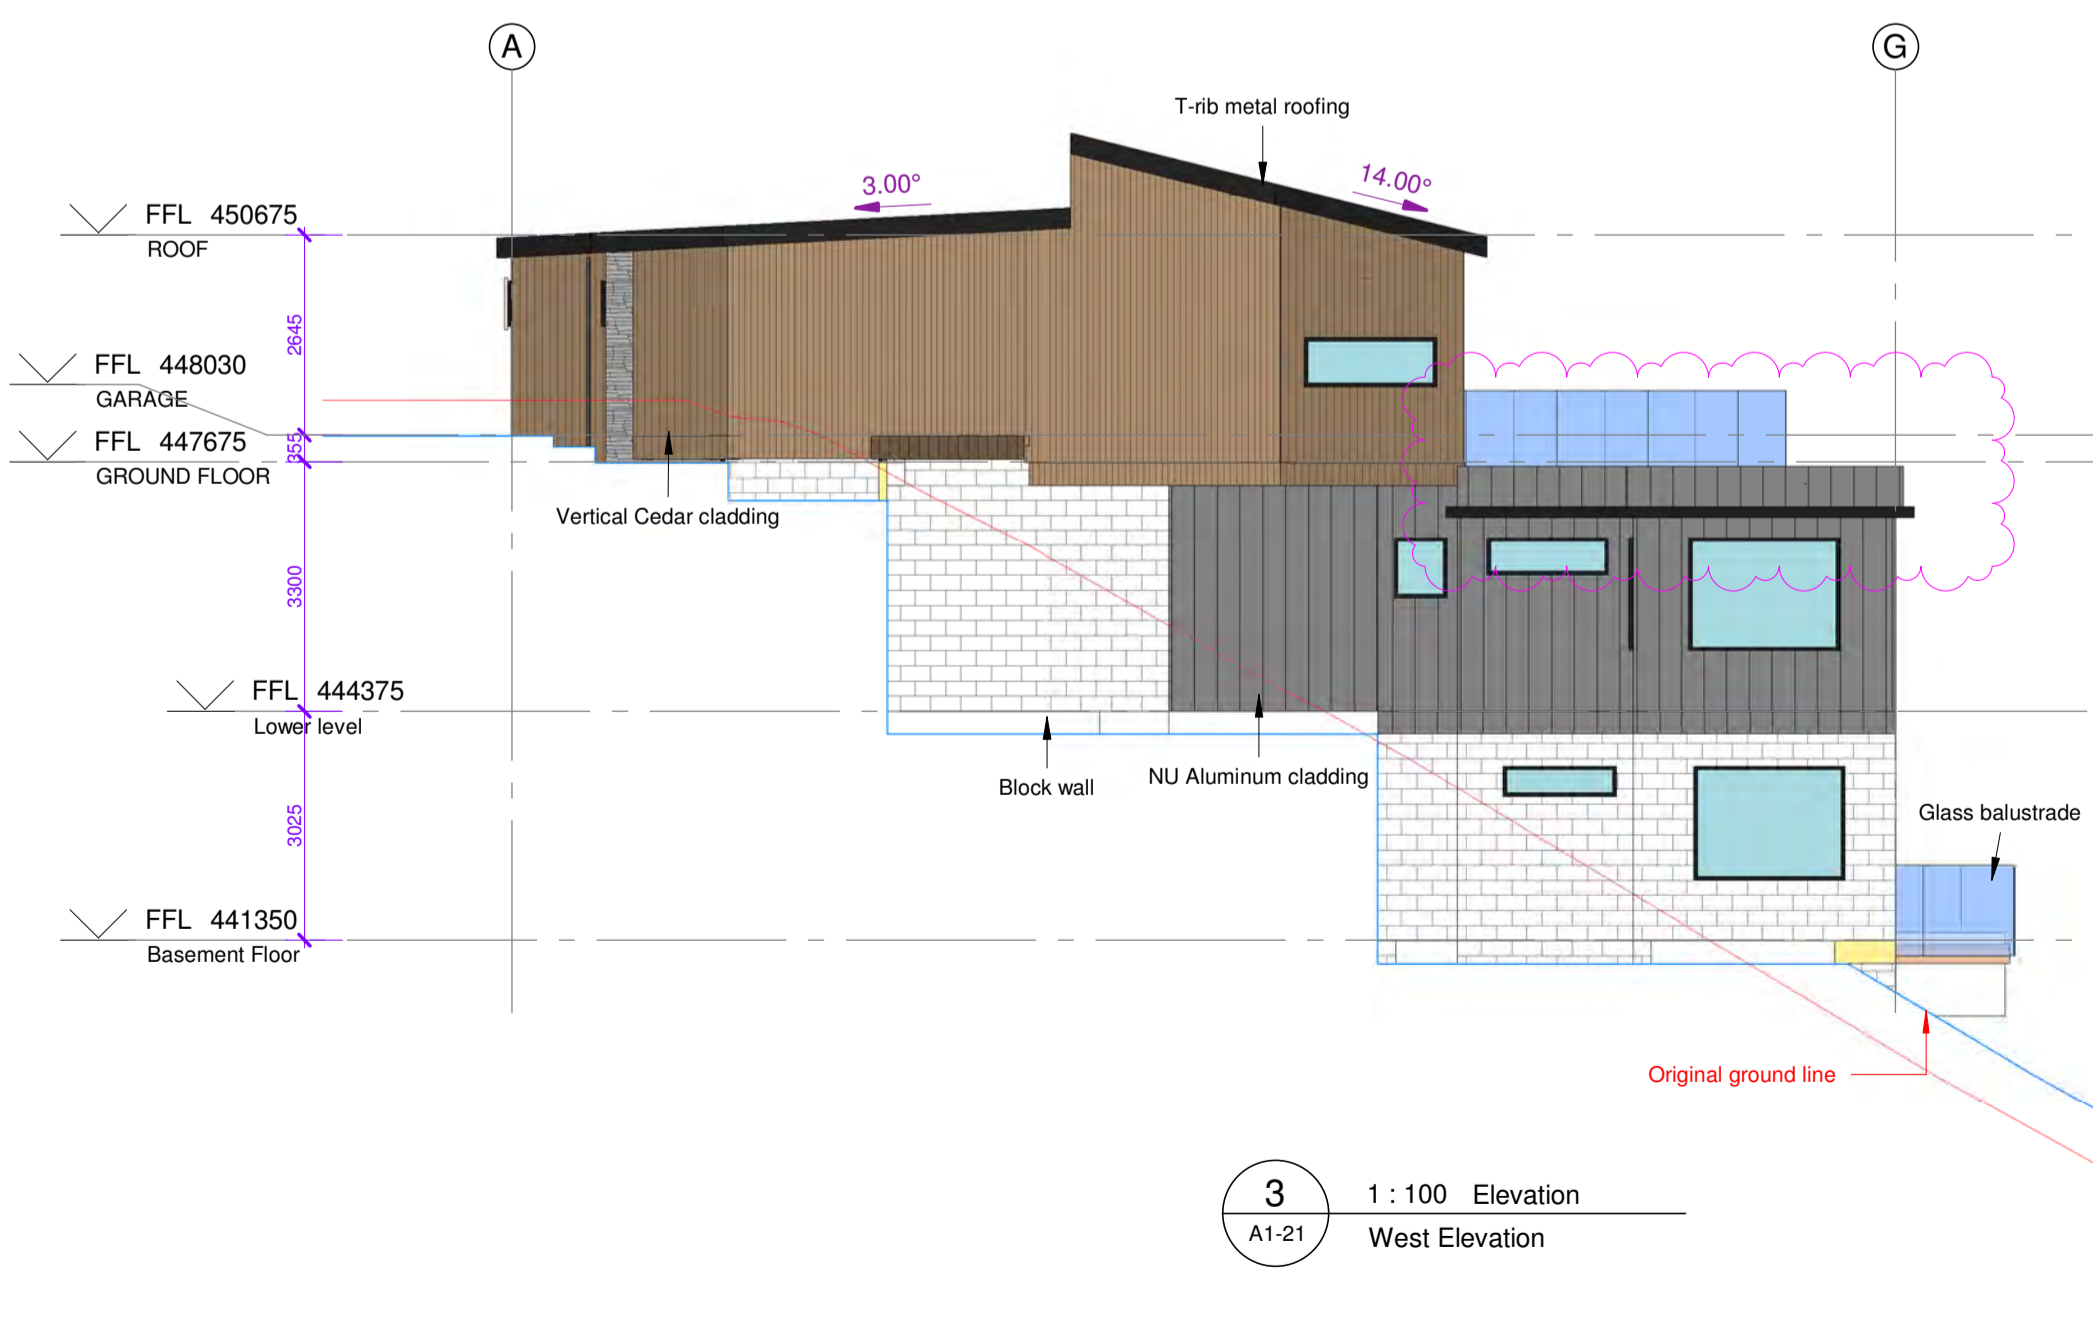 A
G
T-rib metal roofing
3.00°
14.00°
FFL 450675
ROOF
2645
FFL 448030
GARAGE
355
FFL 447675
GROUND FLOOR
Vertical Cedar cladding
3300
FFL 444375
Lower level
Block wall
NU Aluminum cladding
3025
Glass balustrade
FFL 441350
Basement Floor
Original ground line
3
A1-21
1 : 100 Elevation
West Elevation